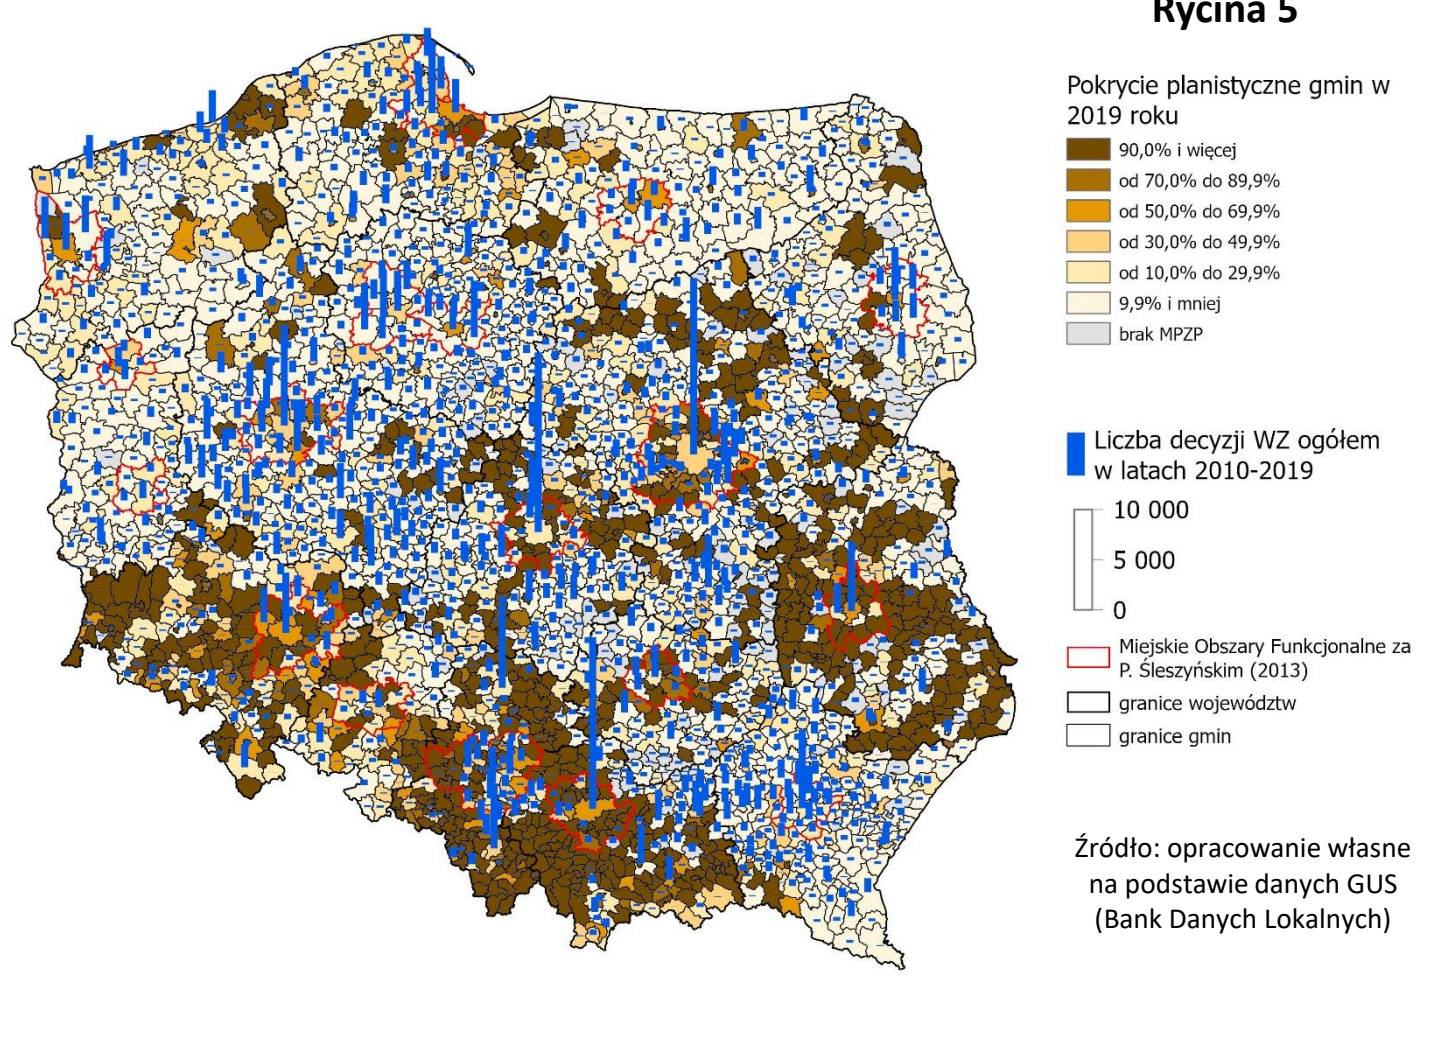 Rycina 5
Pokrycie planistyczne gmin w
2019 roku
90,0% i więcej
od 70,0% do 89,9%
od 50,0% do 69,9%
od 30,0% do 49,9%
od 10,0% do 29,9%
9,9% i mniej
brak MPZP
Liczba decyzji WZ ogółem
w latach 2010-2019
10 000
5 000
0
Miejskie Obszary Funkcjonalne za
P. Śleszyńskim (2013)
granice województw
granice gmin
Źródło: opracowanie własne
na podstawie danych GUS
(Bank Danych Lokalnych)